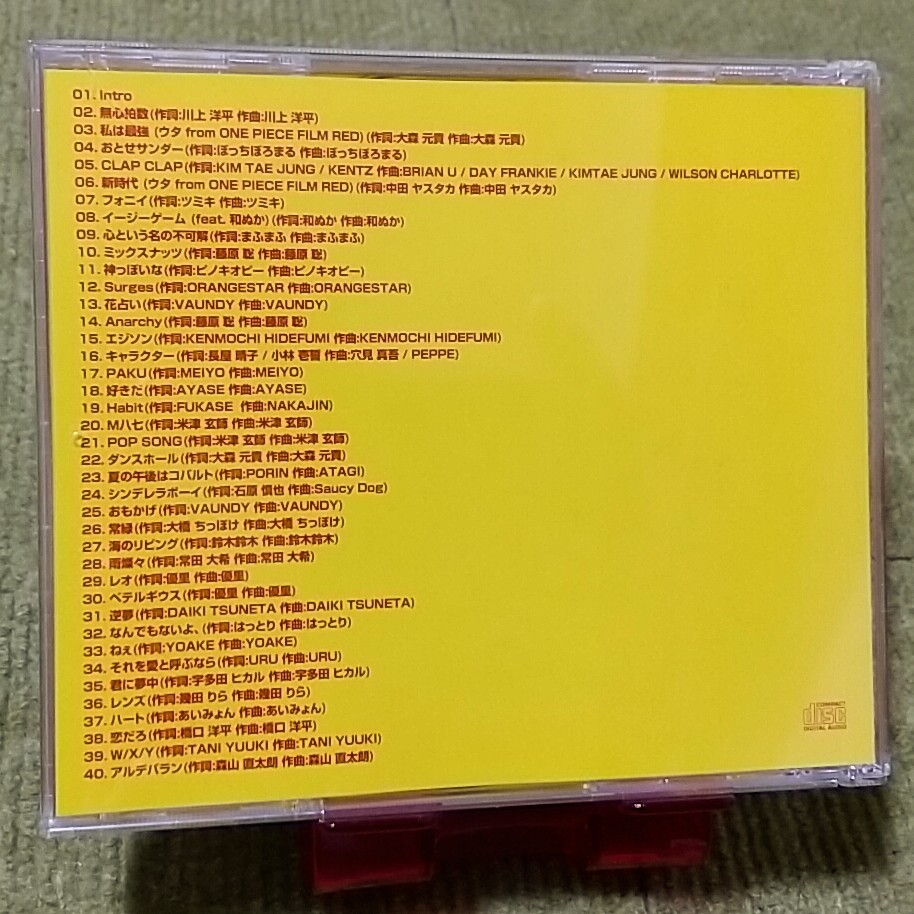 01. Intro
02. 無心拍数(作詞:川上 洋平 作曲:川上 洋平)
03. 私は最強 (ウタ from ONE PIECE FILM RED)(作詞:大森 元貴 作曲:大森 元貴)
04. おとせサンダー(作詞:ぼっちぼろまる 作曲:ぼっちぼろまる)
05. CLAP CLAP(作詞:KIM TAE JUNG / KENTZ 作曲:BRIAN U / DAY FRANKIE / KIMTAE JUNG / WILSON CHARLOTTE)
06. 新時代 (ウタ from ONE PIECE FILM RED)(作詞:中田 ヤスタカ 作曲:中田 ヤスタカ)
07. フォニイ(作詞:ツミキ 作曲:ツミキ)
08. イージーゲーム (feat. 和ぬか)(作詞:和ぬか 作曲:和ぬか)
09. 心という名の不可解(作詞:まふまふ 作曲:まふまふ)
10. ミックスナッツ(作詞:藤原 聡 作曲:藤原 聡)
11. 神っぽいな(作詞:ピノキオピー 作曲:ピノキオピー)
12. Surges(作詞:ORANGESTAR 作曲:ORANGESTAR)
13. 花占い(作詞:VAUNDY 作曲:VAUNDY)
14. Anarchy(作詞:藤原 聡 作曲:藤原 聡)
15. エジソン(作詞:KENMOCHI HIDEFUMI 作曲:KENMOCHI HIDEFUMI)
16. キャラクター(作詞:長屋 晴子 / 小林 壱誓 作曲:穴見 真吾 / PEPPE)
17. PAKU(作詞:MEIYO 作曲:MEIYO)
18. 好きだ(作詞:AYASE 作曲:AYASE)
19. Habit(作詞:FUKASE 作曲:NAKAJIN)
20. M八七(作詞:米津 玄師 作曲:米津 玄師)
21. POP SONG(作詞:米津 玄師 作曲:米津 玄師)
22. ダンスホール(作詞:大森 元貴 作曲:大森 元貴)
23. 夏の午後はコバルト(作詞:PORIN 作曲:ATAGI)
24. シンデレラボーイ(作詞:石原 慎也 作曲:Saucy Dog)
25. おもかげ(作詞:VAUNDY 作曲:VAUNDY)
26. 常緑(作詞:大橋 ちっぽけ 作曲:大橋 ちっぽけ)
27. 海のリビング(作詞:鈴木鈴木 作曲:鈴木鈴木)
28. 雨燦々(作詞:常田 大希 作曲:常田 大希)
29. レオ(作詞:優里 作曲:優里)
30. ベテルギウス(作詞:優里 作曲:優里)
31. 逆夢(作詞:DAIKI TSUNETA 作曲:DAIKI TSUNETA)
32. なんでもないよ、(作詞:はっとり 作曲:はっとり)
33. ねぇ(作詞:YOAKE 作曲:YOAKE)
34. それを愛と呼ぶなら(作詞:URU 作曲:URU)
35. 君に夢中(作詞:宇多田 ヒカル 作曲:宇多田 ヒカル)
36. レンズ(作詞:幾田 りら 作曲:幾田 りら)
37. ハート(作詞:あいみょん 作曲:あいみょん)
38. 恋だろ(作詞:橋口 洋平 作曲:橋口 洋平)
39. W/X/Y(作詞:TANI YUUKI 作曲:TANI YUUKI)
40. アルデバラン(作詞:森山 直太朗 作曲:森山 直太朗)
COMPACT
disc
DIGITAL AUDIO